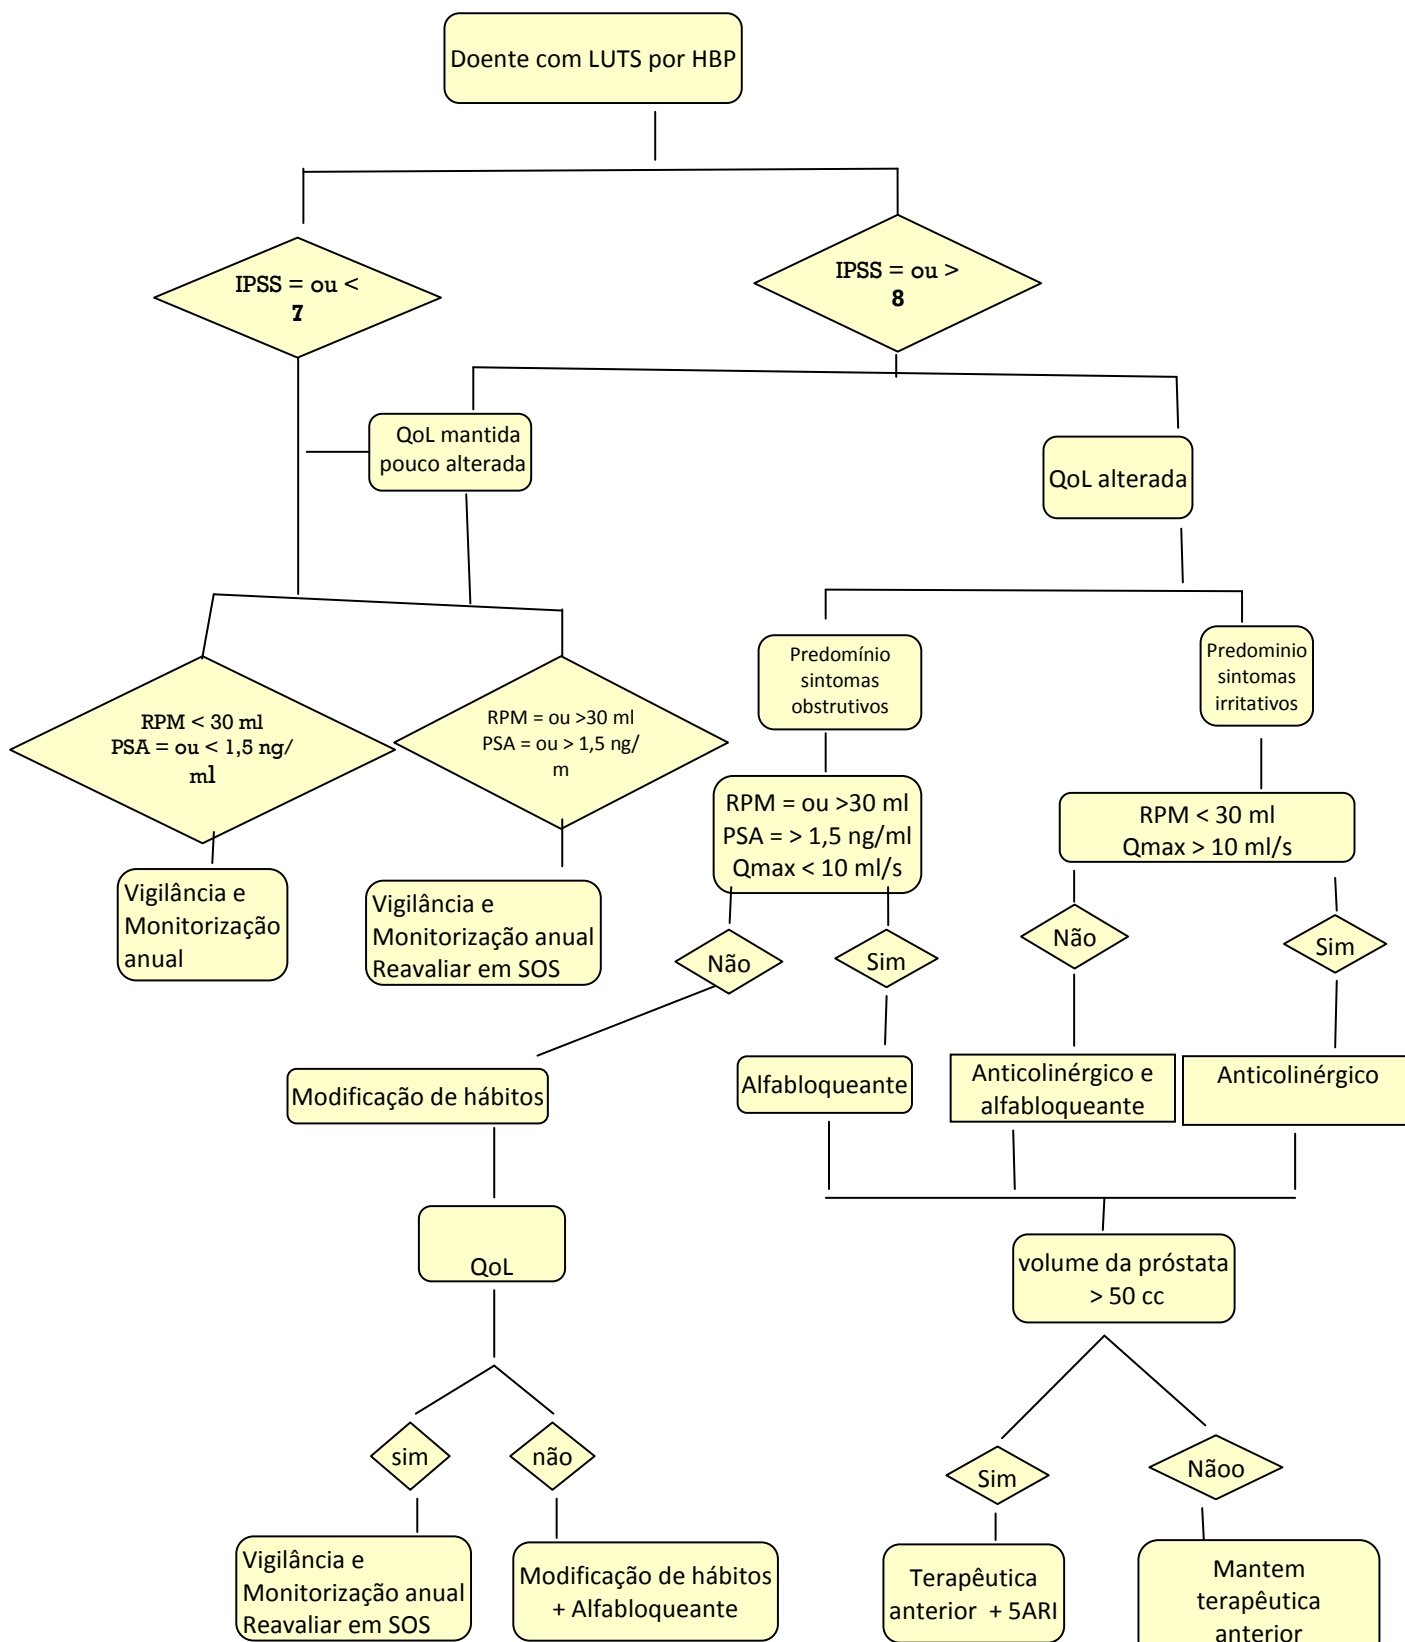 Doente com LUTS por HBP
IPSS = ou <
7
IPSS = ou >
8
QoL mantida
pouco alterada
QoL alterada
Predomínio
sintomas
obstrutivos
Predominio
sintomas
irritativos
RPM < 30 ml
PSA = ou < 1,5 ng/
ml
RPM = ou >30 ml
PSA = ou > 1,5 ng/
m
RPM = ou >30 ml
PSA = > 1,5 ng/ml
Qmax < 10 ml/s
RPM < 30 ml
Qmax > 10 ml/s
Vigilância e
Monitorização
anual
Vigilância e
Monitorização anual
Reavaliar em SOS
Não
Sim
Não
Sim
Modificação de hábitos
Alfabloqueante
Anticolinérgico e
alfabloqueante
Anticolinérgico
QoL
volume da próstata
> 50 cc
sim
não
Sim
Nãoo
Vigilância e
Monitorização anual
Reavaliar em SOS
Modificação de hábitos
+ Alfabloqueante
Terapêutica
anterior + 5ARI
Mantem
terapêutica
anterior